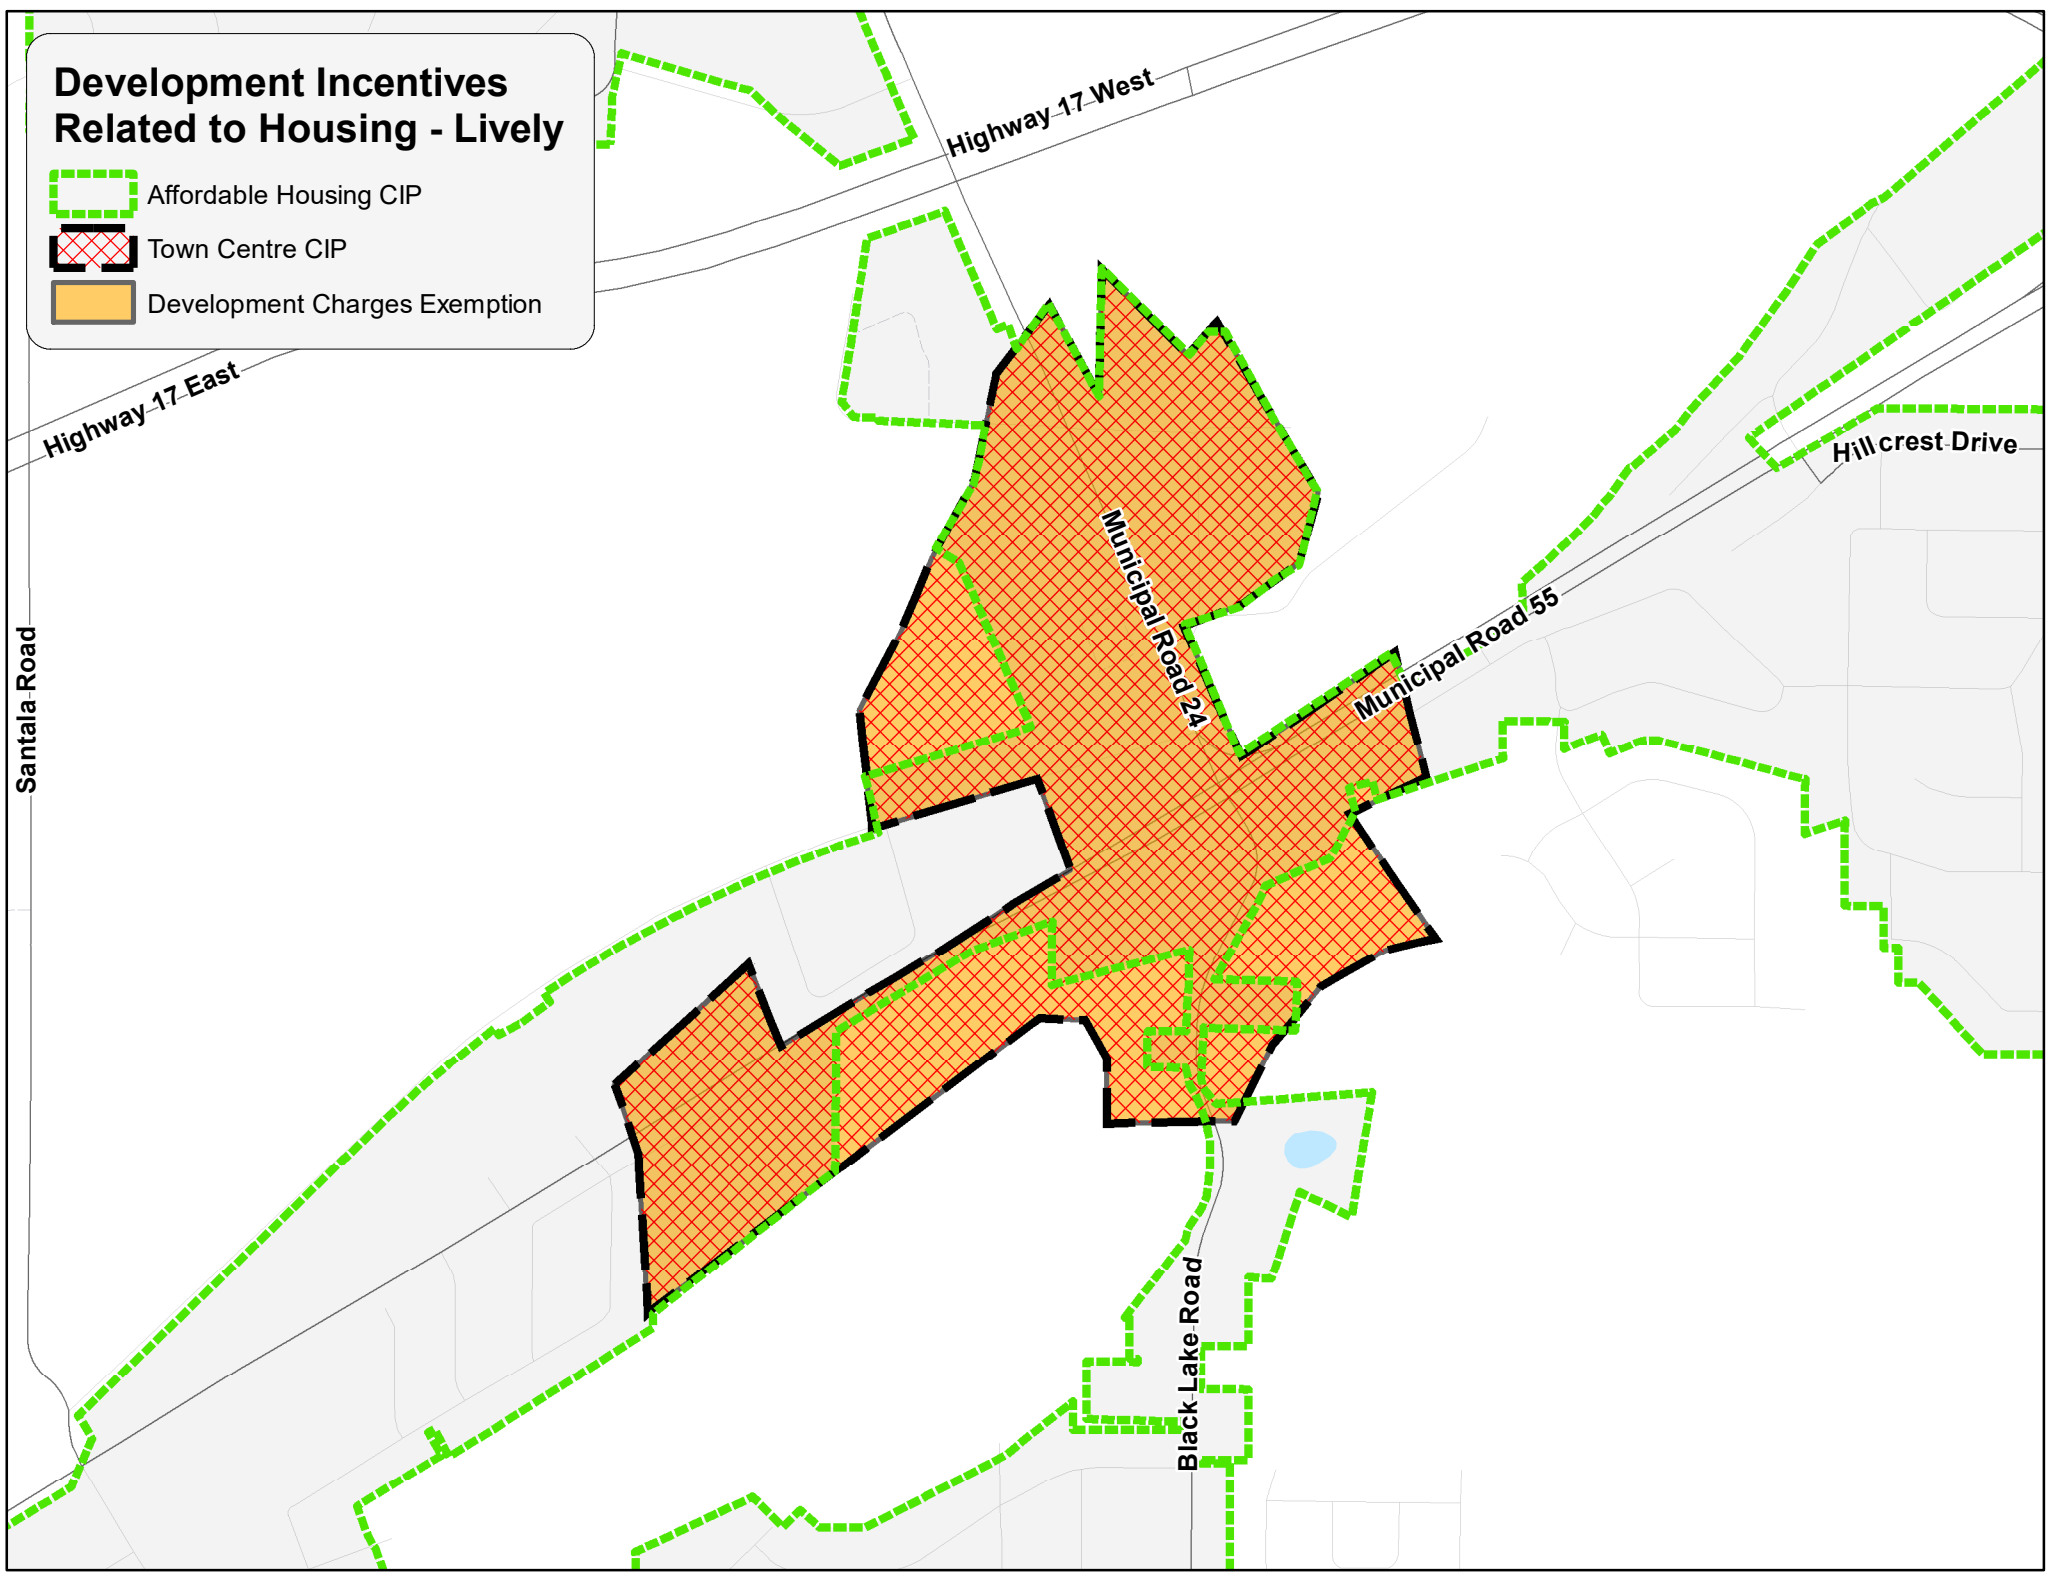 Development Incentives
Related to Housing - Lively
Affordable Housing CIP
Town Centre CIP
Development Charges Exemption
Highway 17 West
Highway 17 East
Hillcrest Drive
Municipal Road 24
Municipal Road 55
Santala Road
Black Lake Road